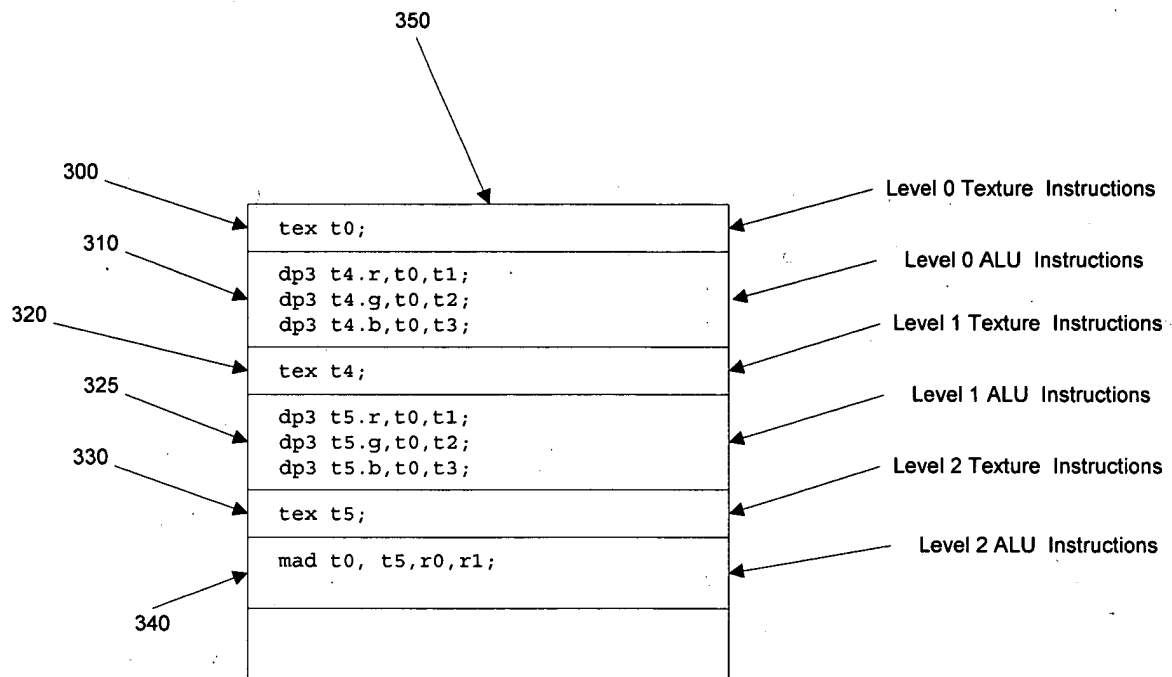 350
300
Level 0 Texture Instructions
tex t0;
310
Level 0 ALU Instructions
dp3 t4.r,t0,t1;
dp3 t4.g,t0,t2;
dp3 t4.b,t0,t3;
320
Level 1 Texture Instructions
tex t4;
325
Level 1 ALU Instructions
dp3 t5.r,t0,t1;
dp3 t5.g,t0,t2;
dp3 t5.b,t0,t3;
330
Level 2 Texture Instructions
tex t5;
Level 2 ALU Instructions
mad t0, t5,r0,r1;
340